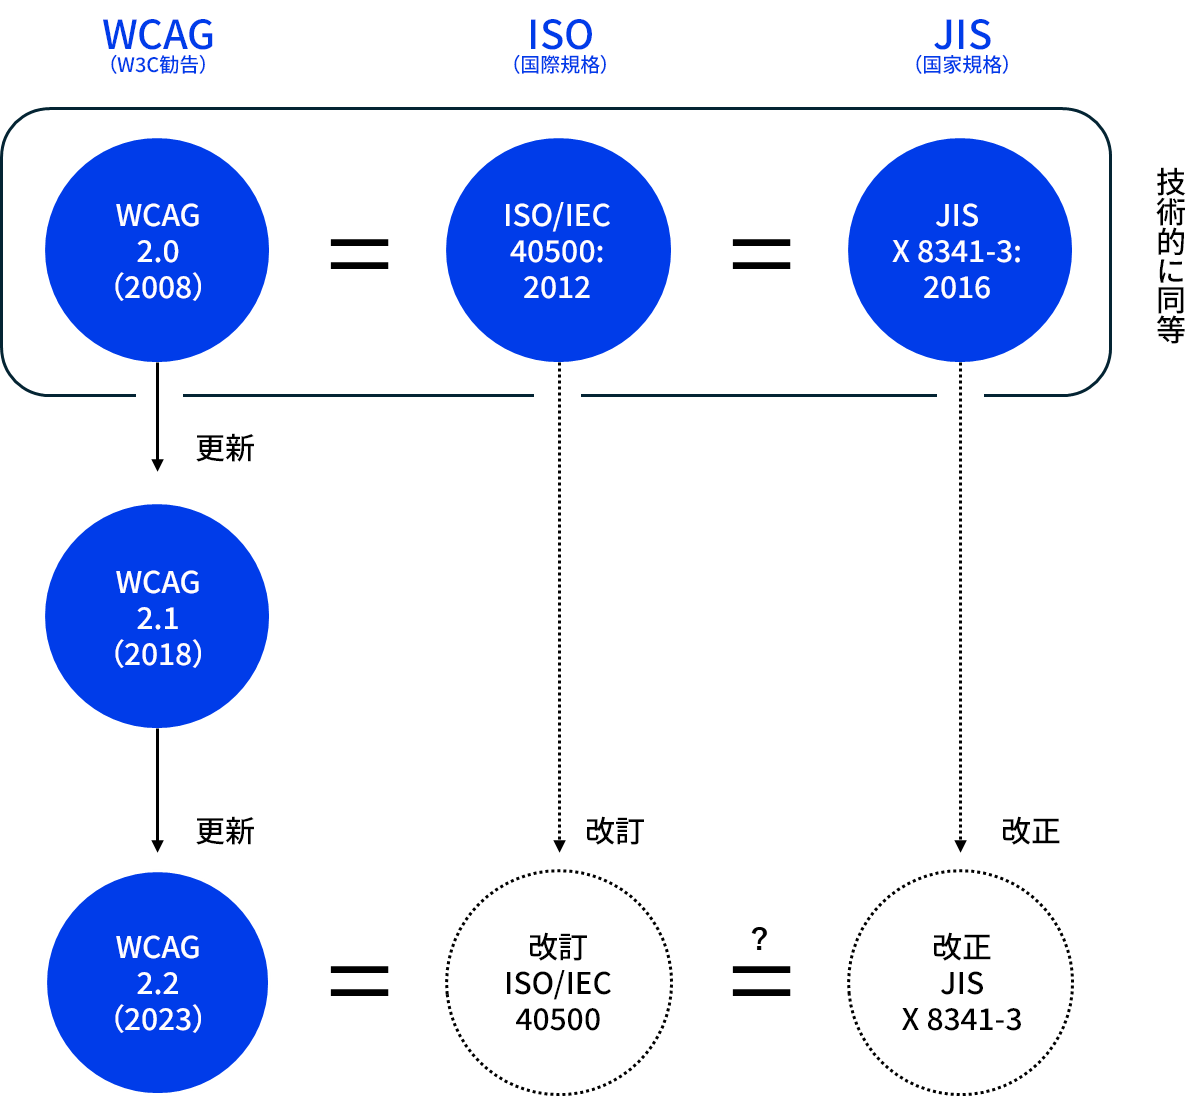 WCAG
（W3C勧告）
ISO
（国際規格）
JIS
（国家規格）
WCAG
2.0
（2008）
=
ISO/IEC
40500:
2012
=
JIS
X 8341-3:
2016
技術的に同等
更新
WCAG
2.1
（2018）
更新
改訂
改正
WCAG
2.2
（2023）
=
改訂
ISO/IEC
40500
?
=
改正
JIS
X 8341-3